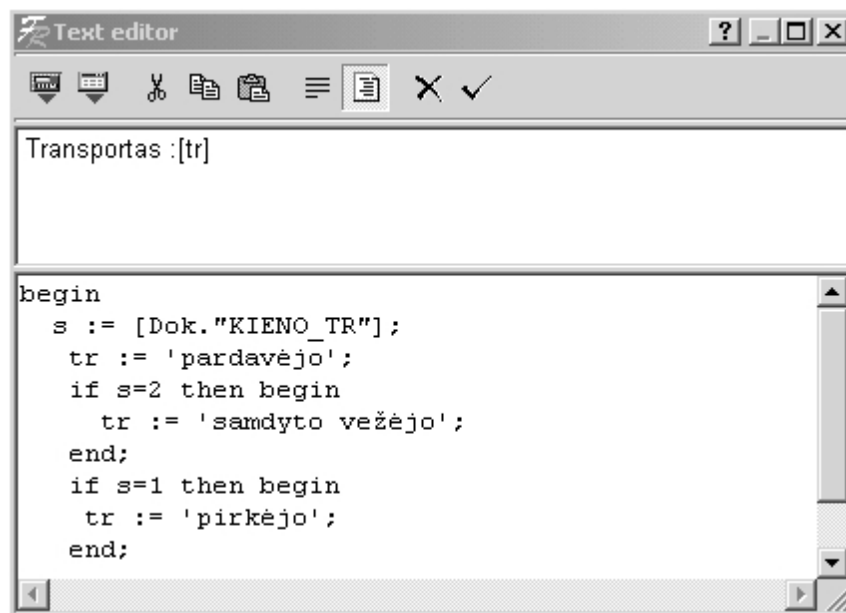 FR Text editor
Transportas :[tr]
begin
s := [Dok."KIENO_TR"];
tr := 'pardavėjo';
if s=2 then begin
tr := 'samdyto vežėjo';
end;
if s=1 then begin
tr := 'pirkėjo';
end;